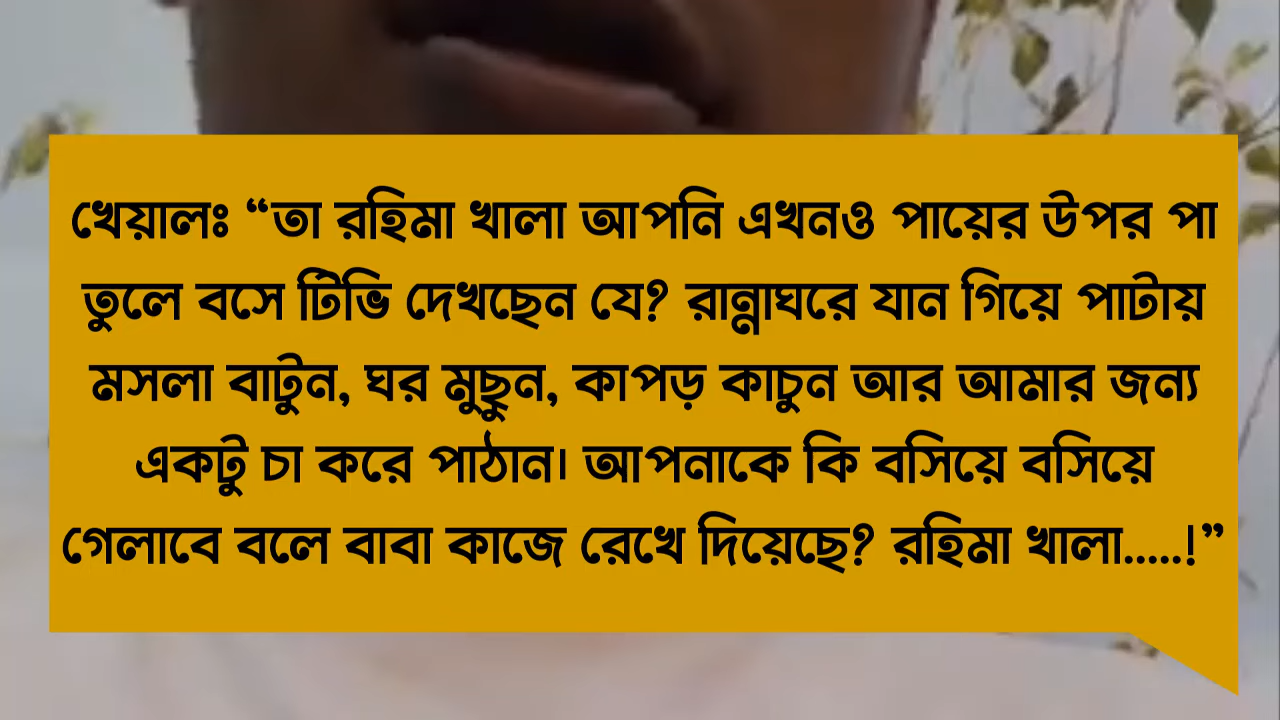 খেয়ালঃ “তা রহিমা খালা আপনি এখনও পায়ের উপর পা
তুলে বসে টিভি দেখছেন যে? রান্নাঘরে যান গিয়ে পাটায়
মসলা বাটুন, ঘর মুছুন, কাপড় কাচুন আর আমার জন্য
একটু চা করে পাঠান। আপনাকে কি বসিয়ে বসিয়ে
গেলাবে বলে বাবা কাজে রেখে দিয়েছে? রহিমা খালা.....!”